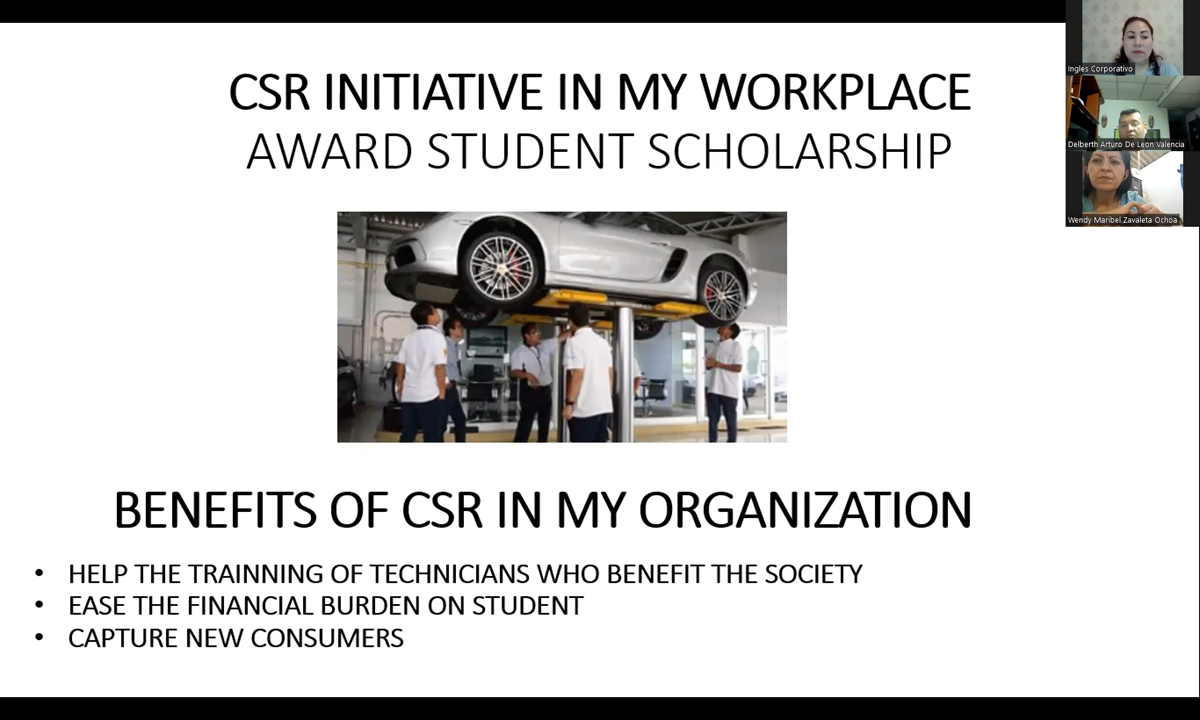 CSR INITIATIVE IN MY WORKPLACE
AWARD STUDENT SCHOLARSHIP
Ingles Corporativo
Delberth Arturo De Leon Valencia
Wendy Maribel Zavaleta Ochoa
BENEFITS OF CSR IN MY ORGANIZATION
• HELP THE TRAINNING OF TECHNICIANS WHO BENEFIT THE SOCIETY
• EASE THE FINANCIAL BURDEN ON STUDENT
• CAPTURE NEW CONSUMERS